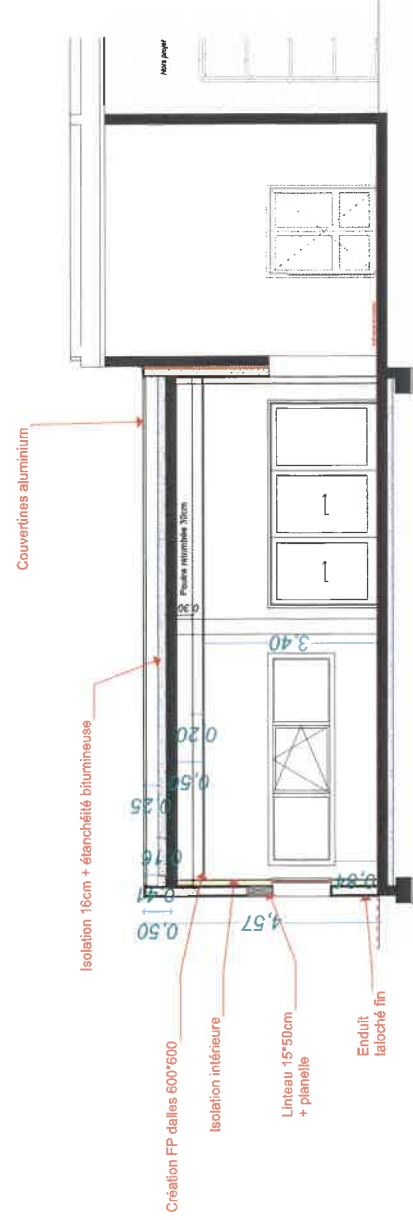 Hors projet
Couvertines aluminium
Isolation 16cm + étanchéité bitumineuse
Poutre retombée 30cm
0,30
3,40
0,20
0,54
0,25
0,16
0,41
0,50
4,57
0,84
Création FP dalles 600*600
Isolation intérieure
Linteau 15*50cm
+ planelle
Enduit
taloché fin